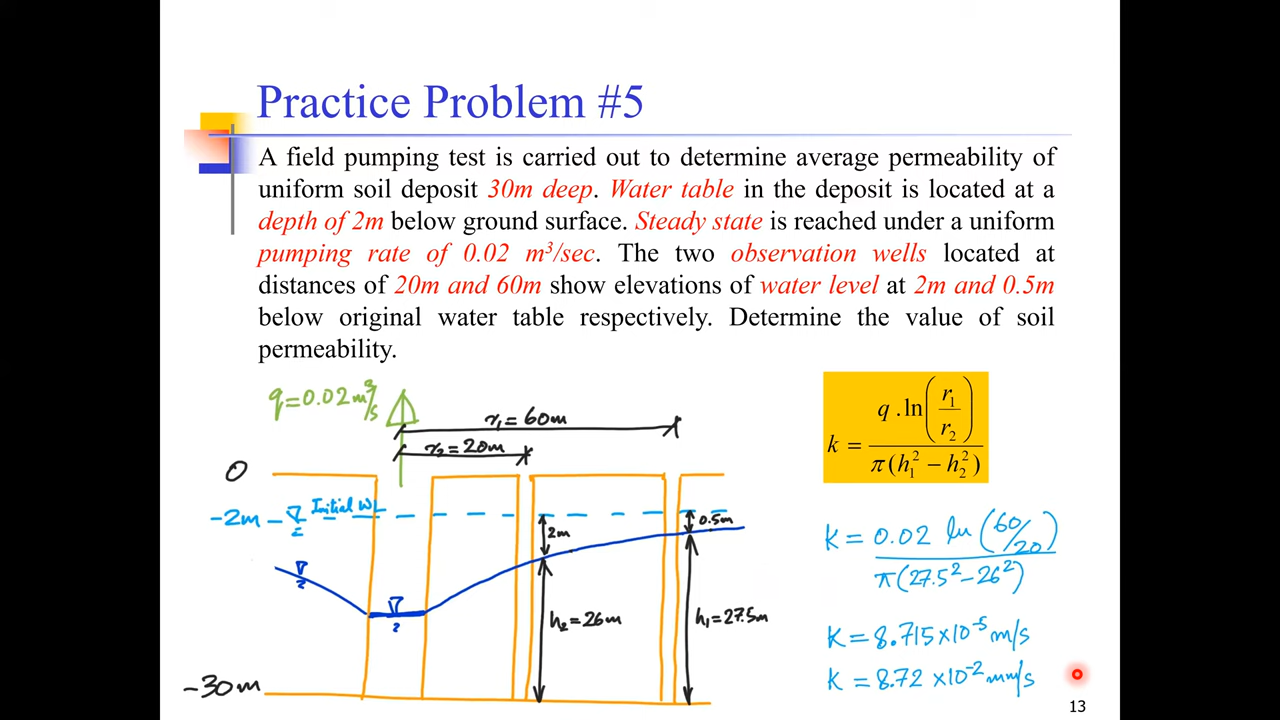 Practice Problem #5
A field pumping test is carried out to determine average permeability of
uniform soil deposit 30m deep. Water table in the deposit is located at a
depth of 2m below ground surface. Steady state is reached under a uniform
pumping rate of 0.02 m³/sec. The two observation wells located at
distances of 20m and 60m show elevations of water level at 2m and 0.5m
below original water table respectively. Determine the value of soil
permeability.
q=0.02m³/s
r₁=60m
r₂=20m
k = q.ln(r₁/r₂) / π(h₁² − h₂²)
0
-2m
Initial WL
2m
0.5m
h₂=26m
h₁=27.5m
-30m
K = 0.02 ln(60/20) / π(27.5²-26²)
K = 8.715×10⁻⁵ m/s
K = 8.72 ×10⁻² mm/s
13